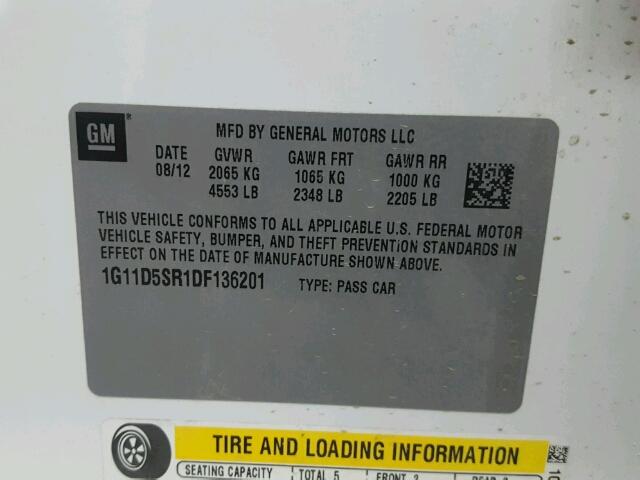 GM ®
MFD BY GENERAL MOTORS LLC
DATE GVWR GAWR FRT GAWR RR
08/12 2065 KG 1065 KG 1000 KG
4553 LB 2348 LB 2205 LB
THIS VEHICLE CONFORMS TO ALL APPLICABLE U.S. FEDERAL MOTOR
VEHICLE SAFETY, BUMPER, AND THEFT PREVENTION STANDARDS IN
EFFECT ON THE DATE OF MANUFACTURE SHOWN ABOVE.
1G11D5SR1DF136201 TYPE: PASS CAR
TIRE AND LOADING INFORMATION
SEATING CAPACITY TOTAL 5 FRONT